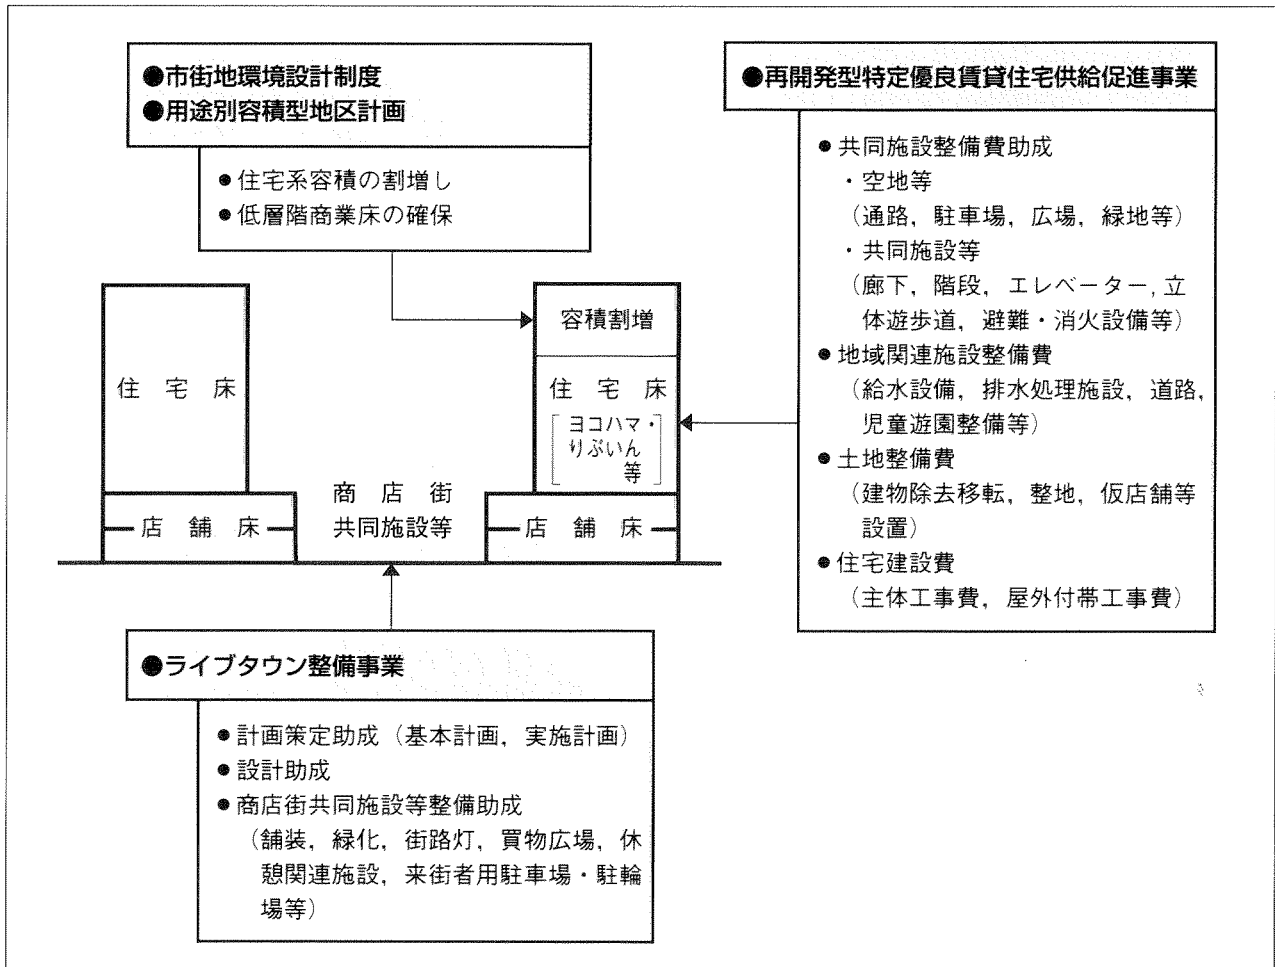 ●市街地環境設計制度
●用途別容積型地区計画
●住宅系容積の割増し
●低層階商業床の確保
●再開発型特定優良賃貸住宅供給促進事業
●共同施設整備費助成
・空地等
（通路，駐車場，広場，緑地等）
・共同施設等
（廊下，階段，エレベーター，立
体遊歩道，避難・消火設備等）
●地域関連施設整備費
（給水設備，排水処理施設，道路，
児童遊園整備等）
●土地整備費
（建物除去移転，整地，仮店舗等
設置）
●住宅建設費
（主体工事費，屋外付帯工事費）
住宅床
店舗床
商店街
共同施設等
容積割増
住宅床
ヨコハマ・
りぶいん
等
店舗床
●ライブタウン整備事業
●計画策定助成（基本計画，実施計画）
●設計助成
●商店街共同施設等整備助成
（舗装，緑化，街路灯，買物広場，休
憩関連施設，来街者用駐車場・駐輪
場等）